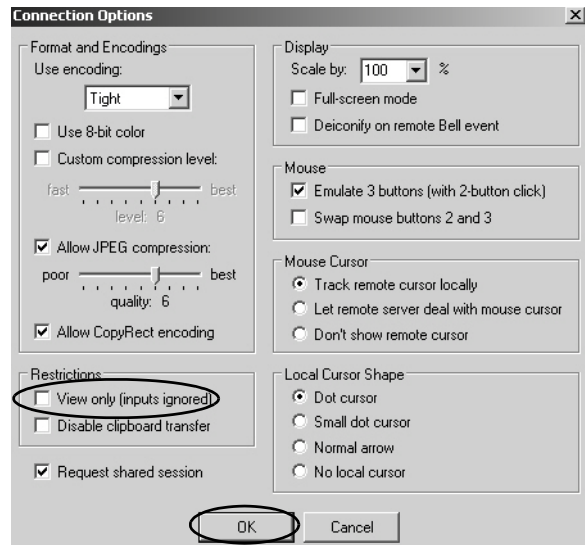 Connection Options
Format and Encodings
Use encoding:
Tight
Use 8-bit color
Custom compression level:
fast best
level: 6
Allow JPEG compression:
poor best
quality: 6
Allow CopyRect encoding
Restrictions
View only (inputs ignored)
Disable clipboard transfer
Request shared session
Display
Scale by: 100 %
Full-screen mode
Deiconify on remote Bell event
Mouse
Emulate 3 buttons (with 2-button click)
Swap mouse buttons 2 and 3
Mouse Cursor
Track remote cursor locally
Let remote server deal with mouse cursor
Don't show remote cursor
Local Cursor Shape
Dot cursor
Small dot cursor
Normal arrow
No local cursor
OK Cancel